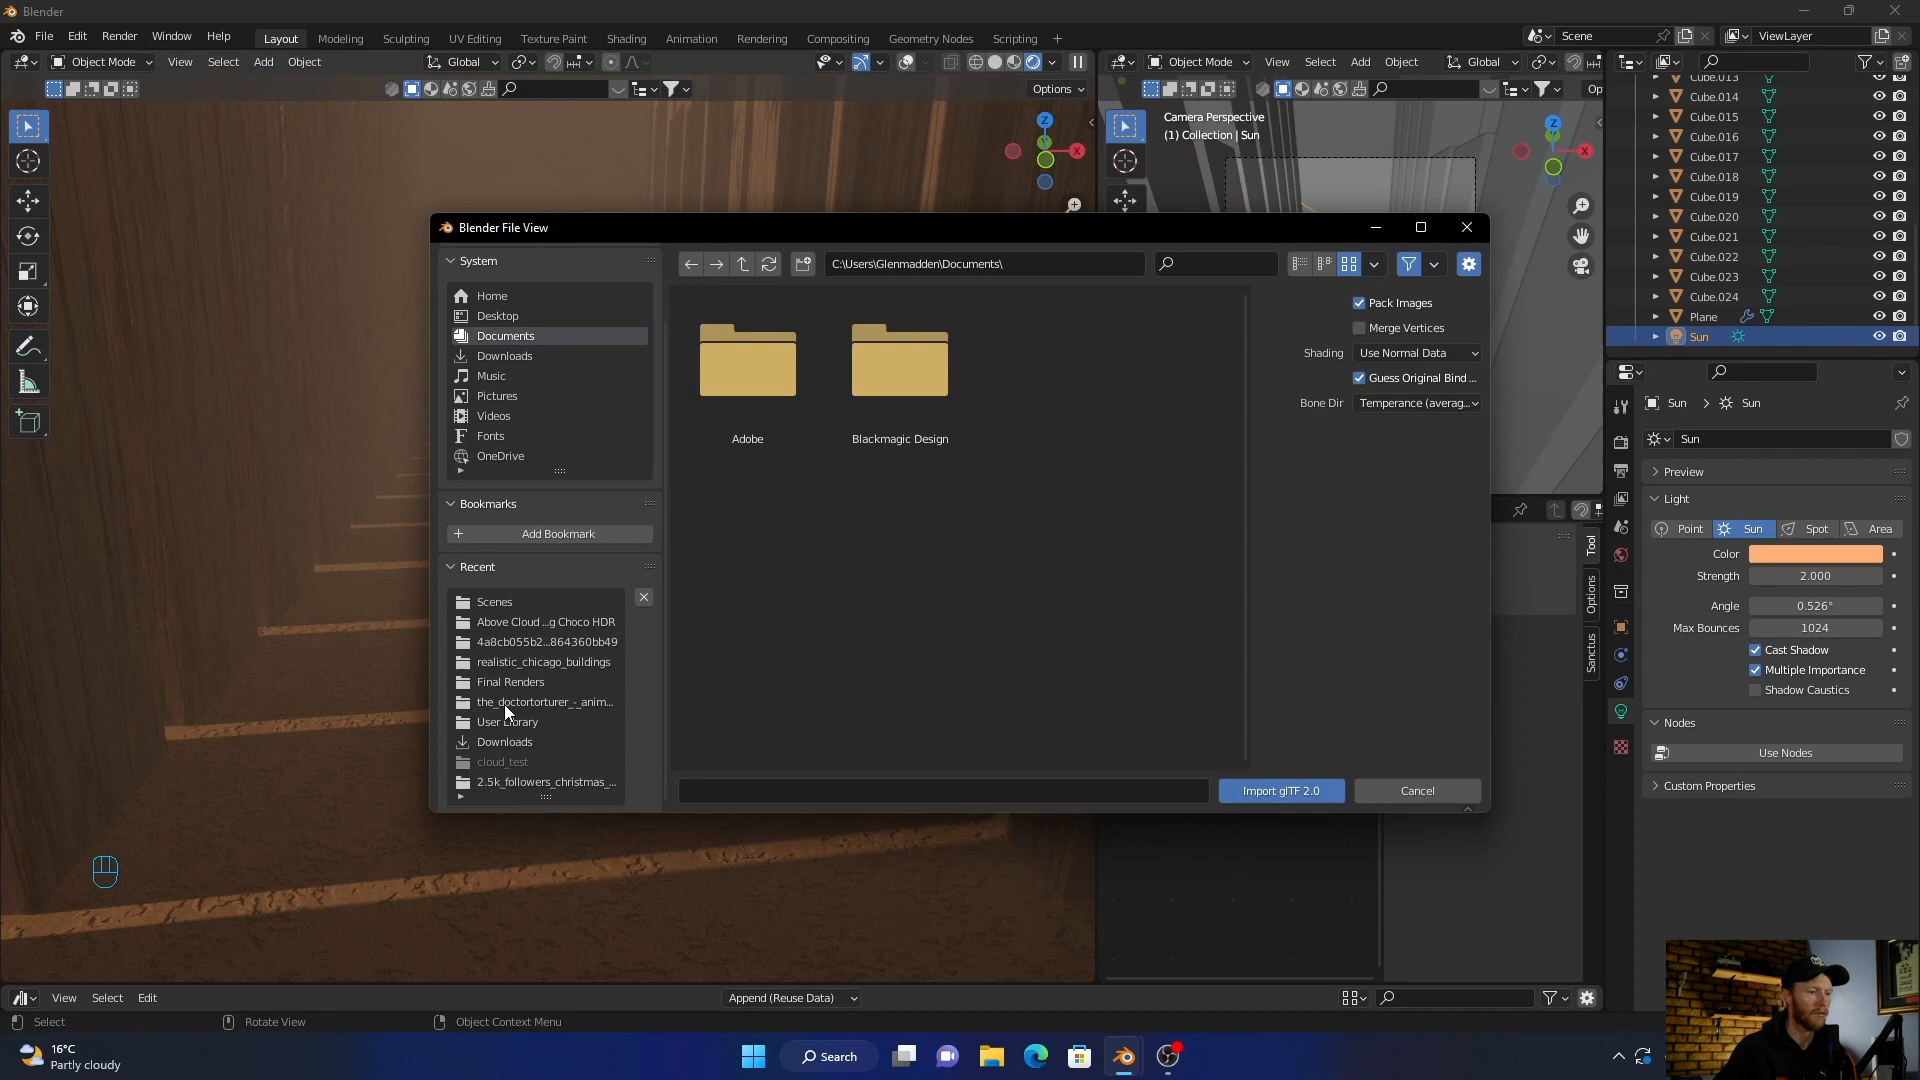 Blender
File Edit Render Window Help
Layout Modeling Sculpting UV Editing Texture Paint Shading Animation Rendering Compositing Geometry Nodes Scripting +
Scene
ViewLayer
Object Mode View Select Add Object
Global
Object Mode View Select Add Object
Global
Options
Op
Camera Perspective
(1) Collection | Sun
Z
X
Z
X
Cube.013
Cube.014
Cube.015
Cube.016
Cube.017
Cube.018
Cube.019
Cube.020
Cube.021
Cube.022
Cube.023
Cube.024
Plane
Sun
Blender File View
System
Home
Desktop
Documents
Downloads
Music
Pictures
Videos
Fonts
OneDrive
Bookmarks
Add Bookmark
Recent
Scenes
Above Cloud ...g Choco HDR
4a8cb055b2...864360bb49
realistic_chicago_buildings
Final Renders
the_doctortorturer_-_anim...
User Library
Downloads
cloud_test
2.5k_followers_christmas_...
C:\Users\Glenmadden\Documents\
Adobe
Blackmagic Design
Pack Images
Merge Vertices
Shading Use Normal Data
Guess Original Bind ...
Bone Dir Temperance (averag...
Import glTF 2.0
Cancel
Tool
Options
Sanctus
Sun > Sun
Sun
Preview
Light
Point Sun Spot Area
Color
Strength 2.000
Angle 0.526°
Max Bounces 1024
Cast Shadow
Multiple Importance
Shadow Caustics
Nodes
Use Nodes
Custom Properties
View Select Edit
Append (Reuse Data)
Select
Rotate View
Object Context Menu
16°C
Partly cloudy
Search